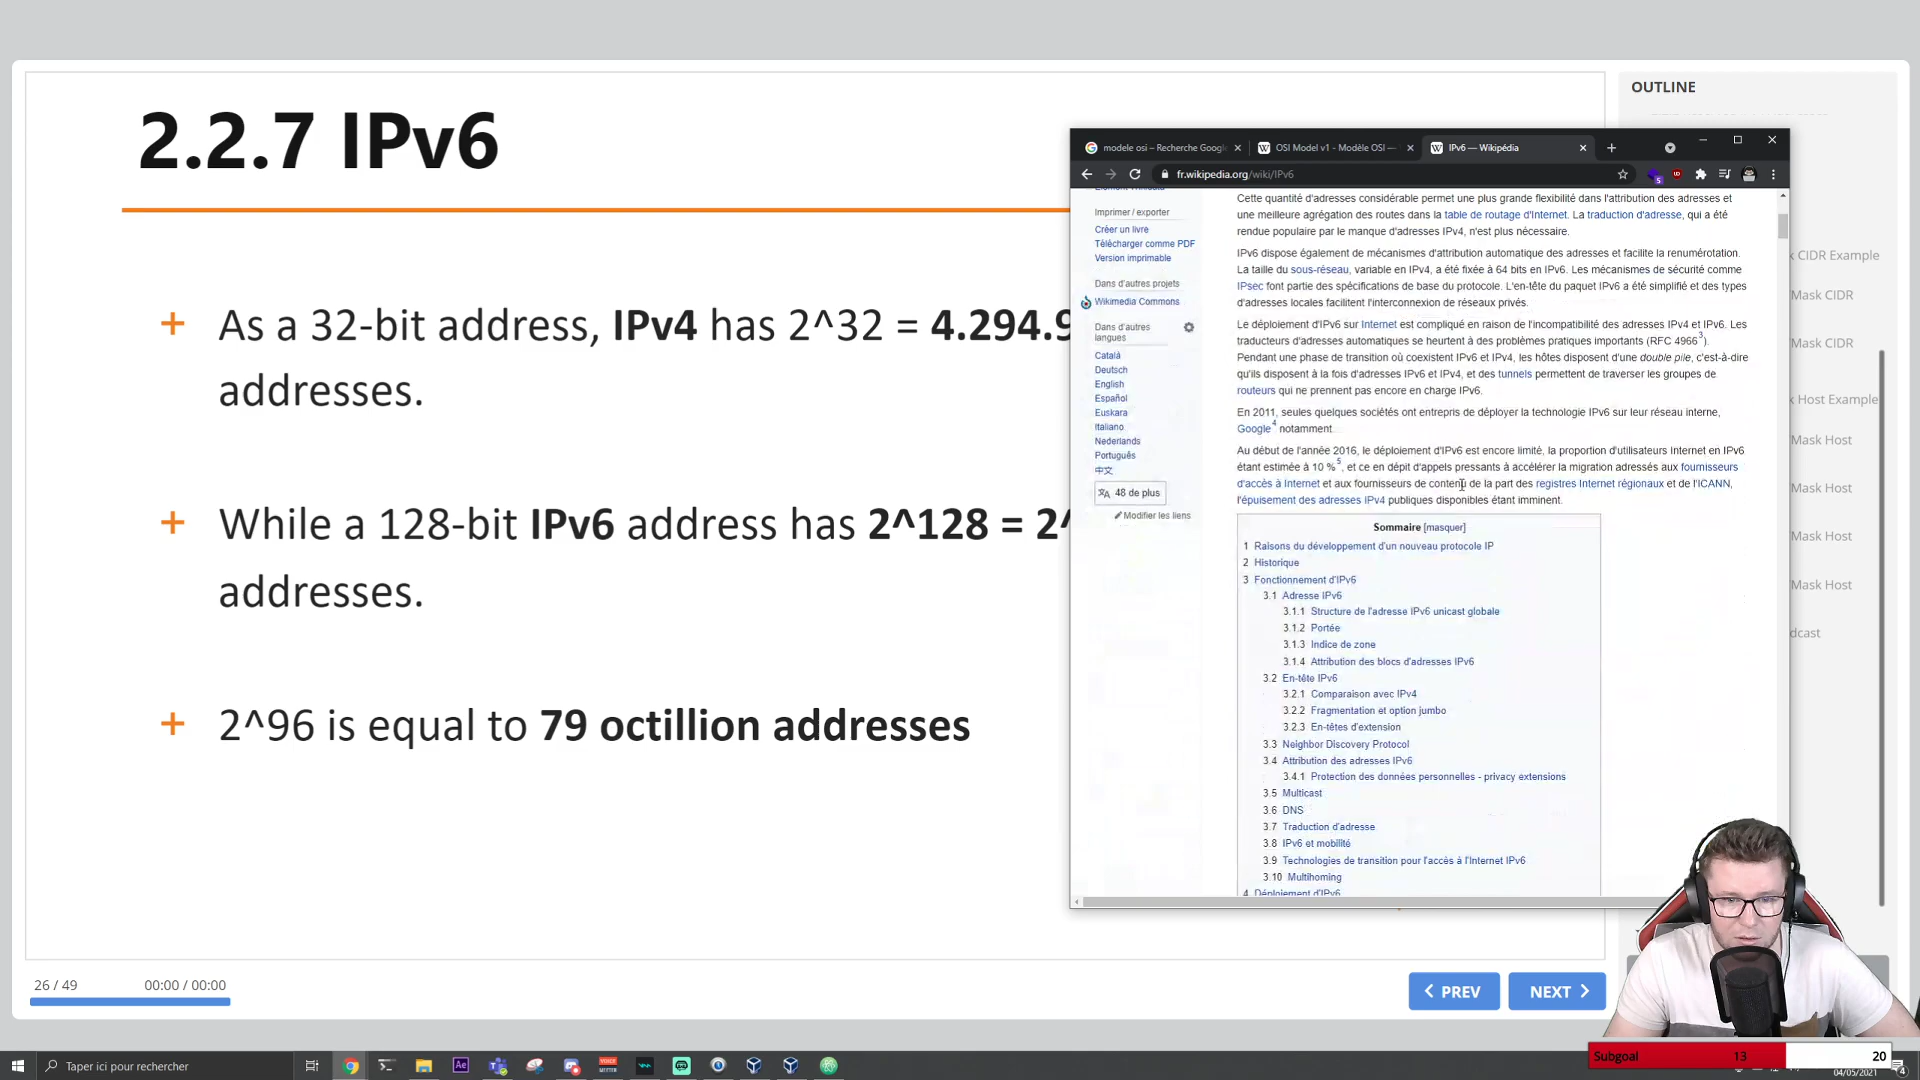 2.2.7 IPv6
As a 32-bit address, IPv4 has 2^32 = 4.294.9
addresses.
While a 128-bit IPv6 address has 2^128 = 2^
addresses.
2^96 is equal to 79 octillion addresses
26 / 49
00:00 / 00:00
PREV
NEXT
OUTLINE
CIDR Example
Mask CIDR
Mask CIDR
Host Example
Mask Host
Mask Host
Mask Host
Mask Host
dcast
modele osi – Recherche Googl
OSI Model v1 - Modèle OSI —
IPv6 — Wikipédia
fr.wikipedia.org/wiki/IPv6
Imprimer / exporter
Créer un livre
Télécharger comme PDF
Version imprimable
Dans d'autres projets
Wikimedia Commons
Dans d'autres
langues
Català
Deutsch
English
Español
Euskara
Italiano
Nederlands
Português
中文
48 de plus
Modifier les liens
Cette quantité d'adresses considérable permet une plus grande flexibilité dans l'attribution des adresses et
une meilleure agrégation des routes dans la table de routage d'Internet. La traduction d'adresse, qui a été
rendue populaire par le manque d'adresses IPv4, n'est plus nécessaire.
IPv6 dispose également de mécanismes d'attribution automatique des adresses et facilite la renumérotation.
La taille du sous-réseau, variable en IPv4, a été fixée à 64 bits en IPv6. Les mécanismes de sécurité comme
IPsec font partie des spécifications de base du protocole. L'en-tête du paquet IPv6 a été simplifié et des types
d'adresses locales facilitent l'interconnexion de réseaux privés.
Le déploiement d'IPv6 sur Internet est compliqué en raison de l'incompatibilité des adresses IPv4 et IPv6. Les
traducteurs d'adresses automatiques se heurtent à des problèmes pratiques importants (RFC 4966 3).
Pendant une phase de transition où coexistent IPv6 et IPv4, les hôtes disposent d'une double pile, c'est-à-dire
qu'ils disposent à la fois d'adresses IPv6 et IPv4, et des tunnels permettent de traverser les groupes de
routeurs qui ne prennent pas encore en charge IPv6.
En 2011, seules quelques sociétés ont entrepris de déployer la technologie IPv6 sur leur réseau interne,
Google 4 notamment.
Au début de l'année 2016, le déploiement d'IPv6 est encore limité, la proportion d'utilisateurs Internet en IPv6
étant estimée à 10 % 5, et ce en dépit d'appels pressants à accélérer la migration adressés aux fournisseurs
d'accès à Internet et aux fournisseurs de contenu de la part des registres Internet régionaux et de l'ICANN,
l'épuisement des adresses IPv4 publiques disponibles étant imminent.
Sommaire [masquer]
1 Raisons du développement d'un nouveau protocole IP
2 Historique
3 Fonctionnement d'IPv6
3.1 Adresse IPv6
3.1.1 Structure de l'adresse IPv6 unicast globale
3.1.2 Portée
3.1.3 Indice de zone
3.1.4 Attribution des blocs d'adresses IPv6
3.2 En-tête IPv6
3.2.1 Comparaison avec IPv4
3.2.2 Fragmentation et option jumbo
3.2.3 En-têtes d'extension
3.3 Neighbor Discovery Protocol
3.4 Attribution des adresses IPv6
3.4.1 Protection des données personnelles - privacy extensions
3.5 Multicast
3.6 DNS
3.7 Traduction d'adresse
3.8 IPv6 et mobilité
3.9 Technologies de transition pour l'accès à l'Internet IPv6
3.10 Multihoming
4 Déploiement d'IPv6
Taper ici pour rechercher
Subgoal 13 20
04/05/2021